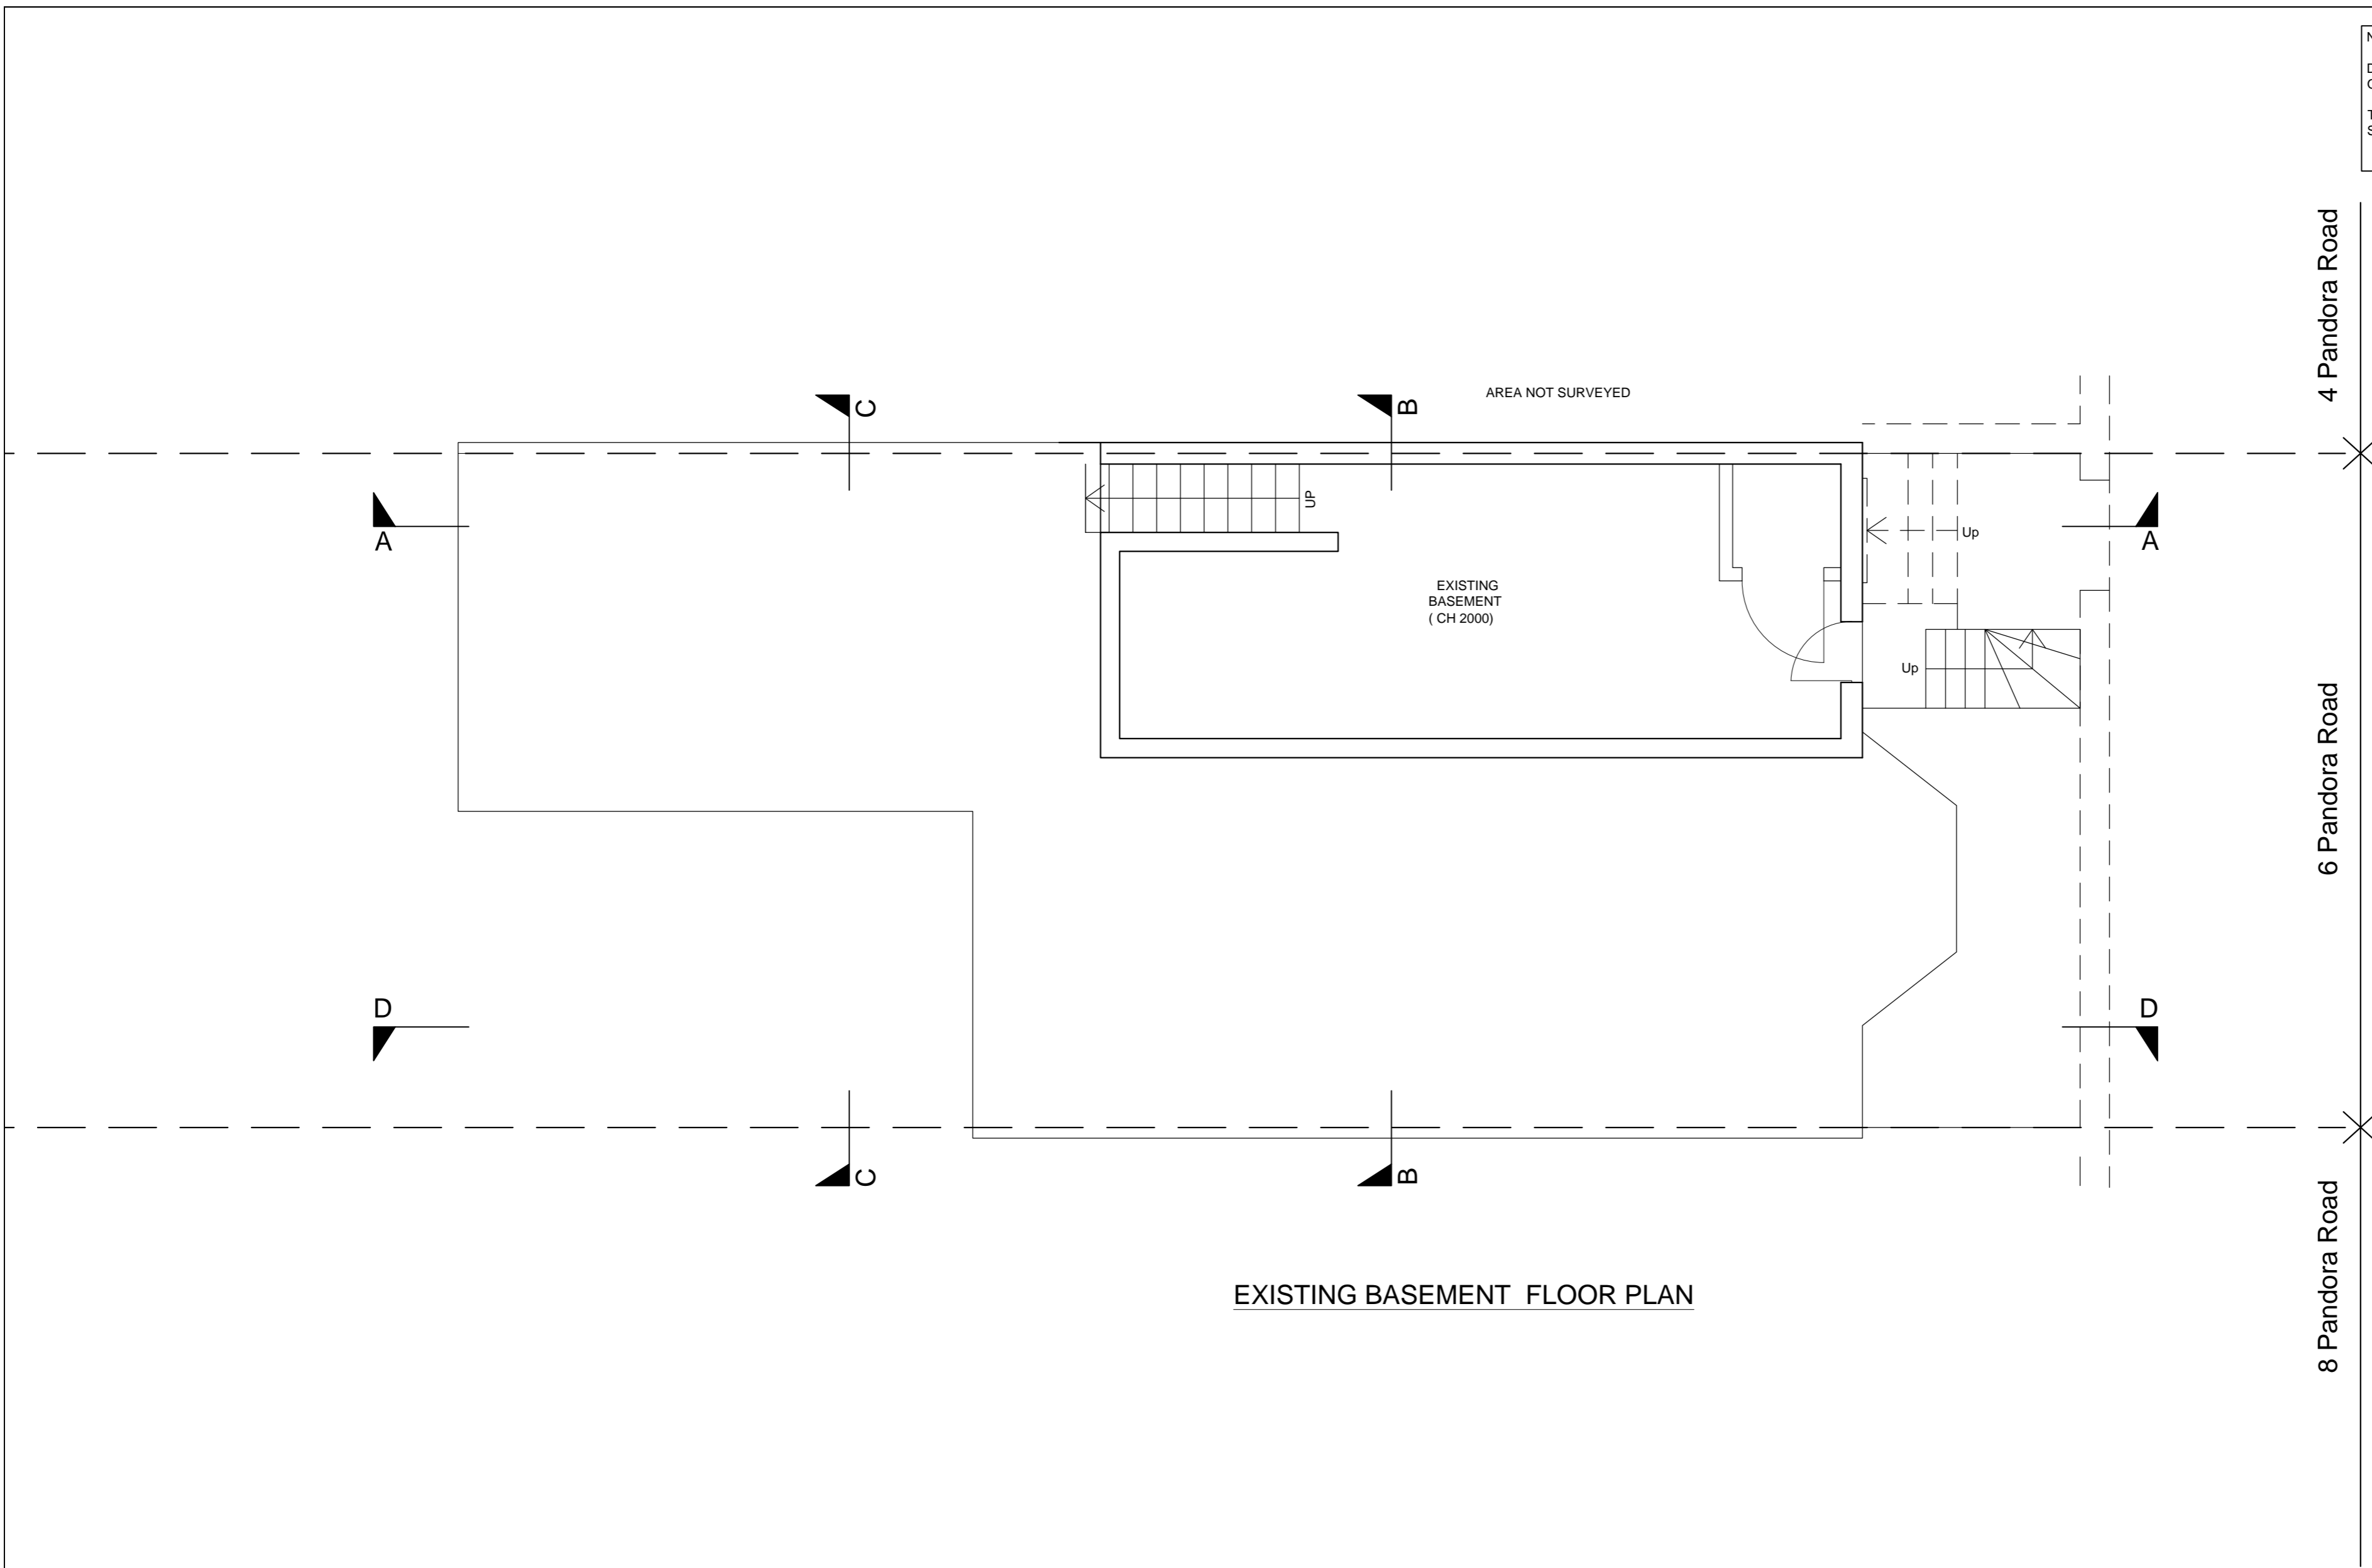 4 Pandora Road
AREA NOT SURVEYED
C
B
UP
A
Up
A
EXISTING
BASEMENT
( CH 2000)
Up
6 Pandora Road
D
D
C
B
8 Pandora Road
EXISTING BASEMENT  FLOOR PLAN